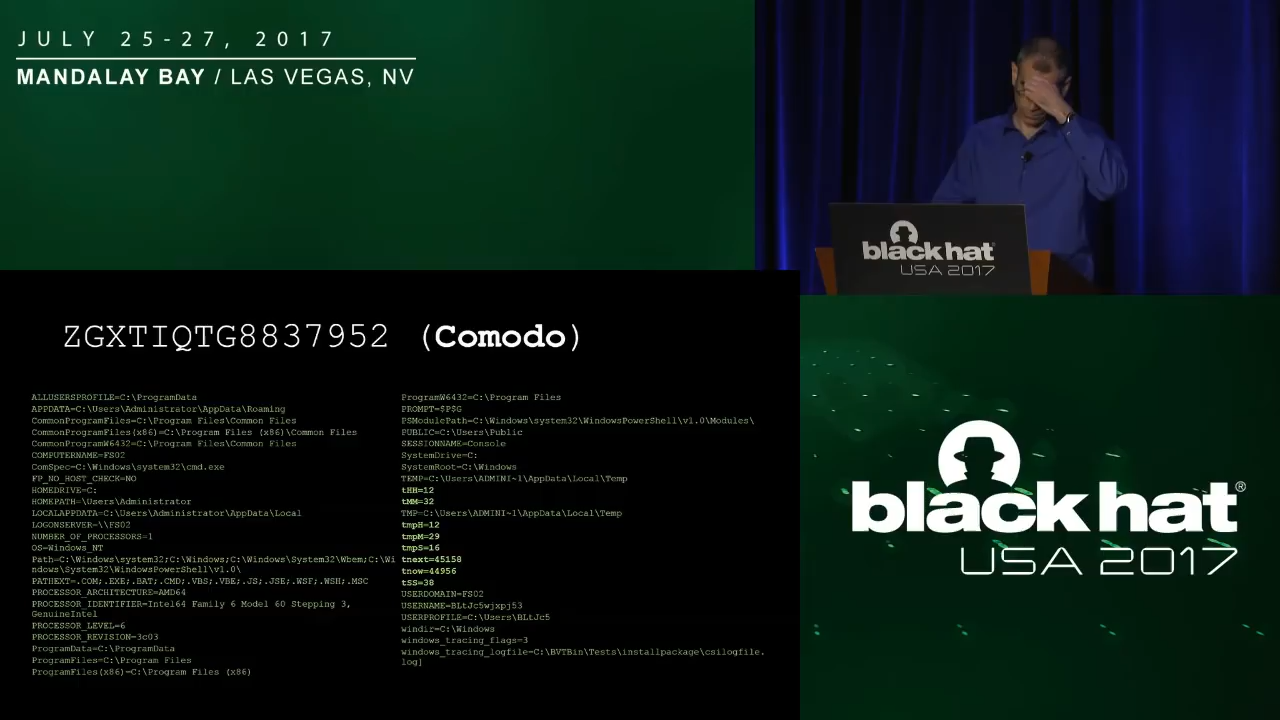 JULY 25-27, 2017
MANDALAY BAY / LAS VEGAS, NV
black hat
USA 2017
ZGXTIQTG8837952 (Comodo)
ALLUSERSPROFILE=C:\ProgramData
APPDATA=C:\Users\Administrator\AppData\Roaming
CommonProgramFiles=C:\Program Files\Common Files
CommonProgramFiles(x86)=C:\Program Files (x86)\Common Files
CommonProgramW6432=C:\Program Files\Common Files
COMPUTERNAME=FS02
ComSpec=C:\Windows\system32\cmd.exe
FP_NO_HOST_CHECK=NO
HOMEDRIVE=C:
HOMEPATH=\Users\Administrator
LOCALAPPDATA=C:\Users\Administrator\AppData\Local
LOGONSERVER=\\FS02
NUMBER_OF_PROCESSORS=1
OS=Windows_NT
Path=C:\Windows\system32;C:\Windows;C:\Windows\System32\Wbem;C:\Wi
ndows\System32\WindowsPowerShell\v1.0\
PATHEXT=.COM;.EXE;.BAT;.CMD;.VBS;.VBE;.JS;.JSE;.WSF;.WSH;.MSC
PROCESSOR_ARCHITECTURE=AMD64
PROCESSOR_IDENTIFIER=Intel64 Family 6 Model 60 Stepping 3,
GenuineIntel
PROCESSOR_LEVEL=6
PROCESSOR_REVISION=3c03
ProgramData=C:\ProgramData
ProgramFiles=C:\Program Files
ProgramFiles(x86)=C:\Program Files (x86)
ProgramW6432=C:\Program Files
PROMPT=$P$G
PSModulePath=C:\Windows\system32\WindowsPowerShell\v1.0\Modules\
PUBLIC=C:\Users\Public
SESSIONNAME=Console
SystemDrive=C:
SystemRoot=C:\Windows
TEMP=C:\Users\ADMINI~1\AppData\Local\Temp
tHH=12
tMM=32
TMP=C:\Users\ADMINI~1\AppData\Local\Temp
tmpH=12
tmpM=29
tmpS=16
tnext=45158
tnow=44956
tSS=38
USERDOMAIN=FS02
USERNAME=BLtJc5wjxpj53
USERPROFILE=C:\Users\BLtJc5
windir=C:\Windows
windows_tracing_flags=3
windows_tracing_logfile=C:\BVTBin\Tests\installpackage\csilogfile.
log]
black hat®
USA 2017